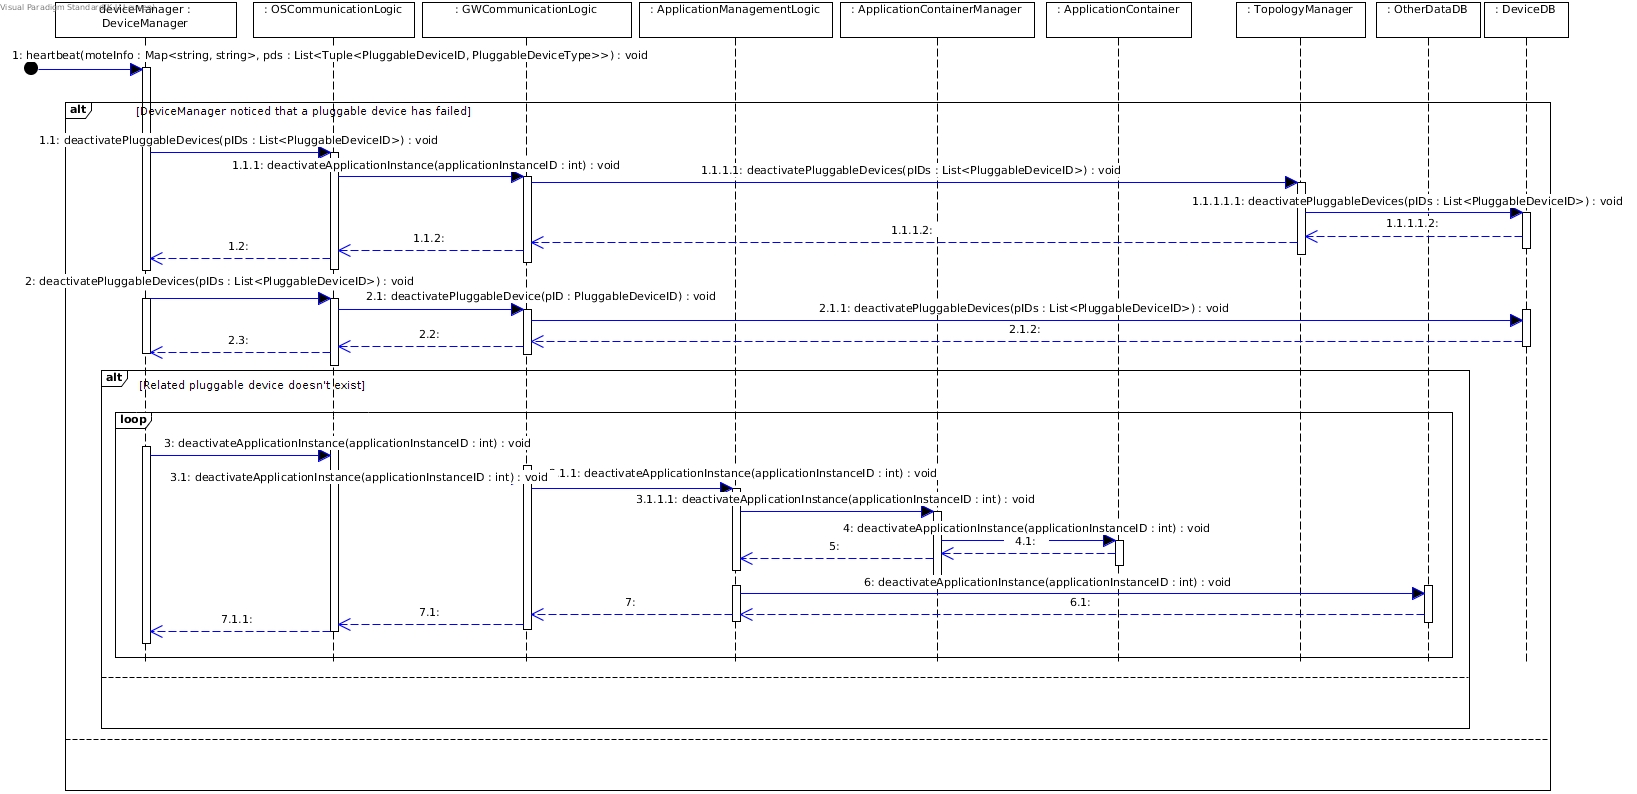 Visual Paradigm Standard
deviceManager :
DeviceManager
: OSCommunicationLogic
: GWCommunicationLogic
: ApplicationManagementLogic
: ApplicationContainerManager
: ApplicationContainer
: TopologyManager
: OtherDataDB
: DeviceDB
1: heartbeat(moteInfo : Map<string, string>, pds : List<Tuple<PluggableDeviceID, PluggableDeviceType>>) : void
alt
[DeviceManager noticed that a pluggable device has failed]
1.1: deactivatePluggableDevices(pIDs : List<PluggableDeviceID>) : void
1.1.1: deactivateApplicationInstance(applicationInstanceID : int) : void
1.1.1.1: deactivatePluggableDevices(pIDs : List<PluggableDeviceID>) : void
1.1.1.1.1: deactivatePluggableDevices(pIDs : List<PluggableDeviceID>) : void
1.1.1.1.2:
1.1.1.2:
1.1.2:
1.2:
2: deactivatePluggableDevices(pIDs : List<PluggableDeviceID>) : void
2.1: deactivatePluggableDevice(pID : PluggableDeviceID) : void
2.1.1: deactivatePluggableDevices(pIDs : List<PluggableDeviceID>) : void
2.1.2:
2.2:
2.3:
alt
[Related pluggable device doesn't exist]
loop
3: deactivateApplicationInstance(applicationInstanceID : int) : void
3.1: deactivateApplicationInstance(applicationInstanceID : int) : void
.1.1: deactivateApplicationInstance(applicationInstanceID : int) : void
3.1.1.1: deactivateApplicationInstance(applicationInstanceID : int) : void
4: deactivateApplicationInstance(applicationInstanceID : int) : void
4.1:
5:
6: deactivateApplicationInstance(applicationInstanceID : int) : void
6.1:
7:
7.1:
7.1.1: